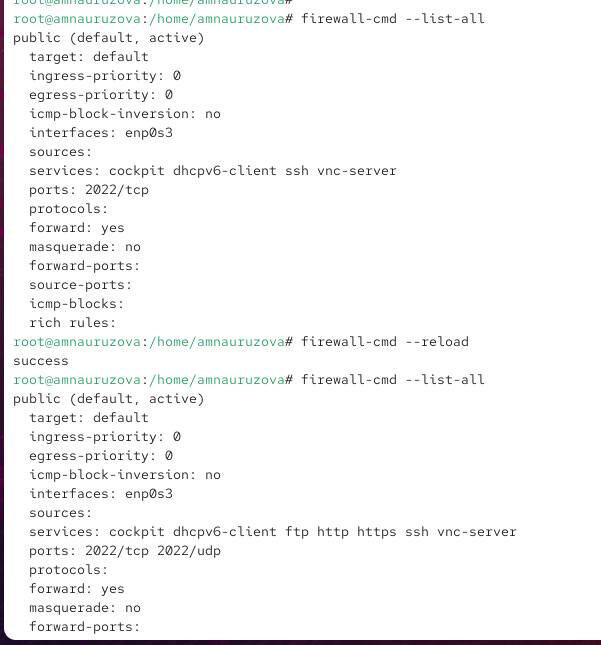 root@amnauruzova:/home/amnauruzova#
root@amnauruzova:/home/amnauruzova# firewall-cmd --list-all
public (default, active)
  target: default
  ingress-priority: 0
  egress-priority: 0
  icmp-block-inversion: no
  interfaces: enp0s3
  sources:
  services: cockpit dhcpv6-client ssh vnc-server
  ports: 2022/tcp
  protocols:
  forward: yes
  masquerade: no
  forward-ports:
  source-ports:
  icmp-blocks:
  rich rules:
root@amnauruzova:/home/amnauruzova# firewall-cmd --reload
success
root@amnauruzova:/home/amnauruzova# firewall-cmd --list-all
public (default, active)
  target: default
  ingress-priority: 0
  egress-priority: 0
  icmp-block-inversion: no
  interfaces: enp0s3
  sources:
  services: cockpit dhcpv6-client ftp http https ssh vnc-server
  ports: 2022/tcp 2022/udp
  protocols:
  forward: yes
  masquerade: no
  forward-ports: